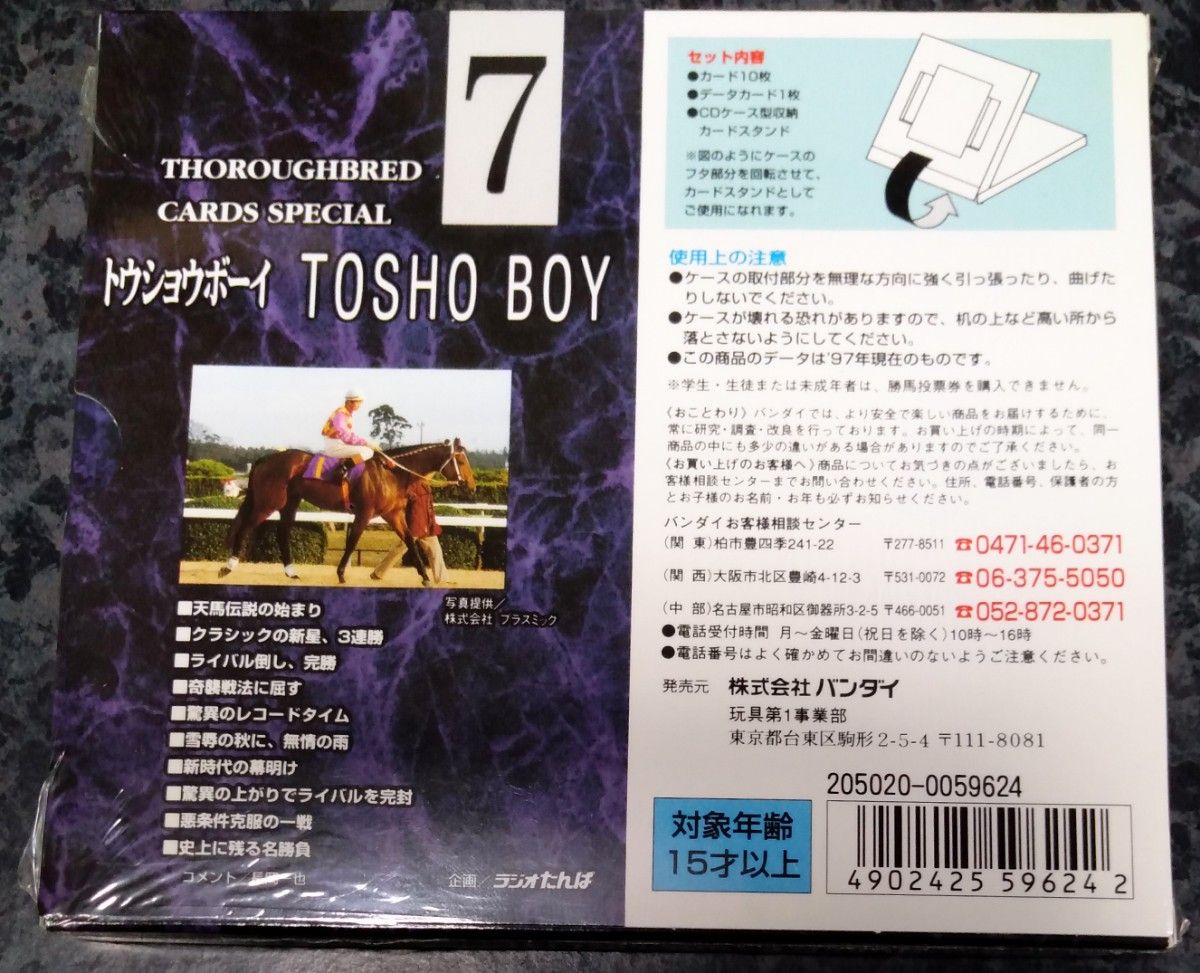 7
THOROUGHBRED
CARDS SPECIAL
トウショウボーイ TOSHO BOY
写真提供/
株式会社 プラスミック
■天馬伝説の始まり
■クラシックの新星、3連勝
■ライバル倒し、完勝
■奇襲戦法に屈す
■驚異のレコードタイム
■雪辱の秋に、無情の雨
■新時代の幕明け
■驚異の上がりでライバルを完封
■悪条件克服の一戦
■史上に残る名勝負
コメント/長岡一也
企画/ラジオたんぱ
セット内容
●カード10枚
●データカード1枚
●CDケース型収納
カードスタンド
※図のようにケースの
フタ部分を回転させて、
カードスタンドとして
ご使用になれます。
使用上の注意
●ケースの取付部分を無理な方向に強く引っ張ったり、曲げた
りしないでください。
●ケースが壊れる恐れがありますので、机の上など高い所から
落とさないようにしてください。
●この商品のデータは'97年現在のものです。
※学生・生徒または未成年者は、勝馬投票券を購入できません。
〈おことわり〉バンダイでは、より安全で楽しい商品をお届けするために、
常に研究・調査・改良を行っております。お買い上げの時期によって、同一
商品の中にも多少の違いがある場合がありますのでご了承ください。
〈お買い上げのお客様へ〉商品についてお気づきの点がございましたら、お
客様相談センターまでお問い合わせください。住所、電話番号、保護者の方
とお子様のお名前・お年も必ずお知らせください。
バンダイお客様相談センター
(関 東)柏市豊四季241-22 〒277-8511 ☎0471-46-0371
(関 西)大阪市北区豊崎4-12-3 〒531-0072 ☎06-375-5050
(中 部)名古屋市昭和区御器所3-2-5 〒466-0051 ☎052-872-0371
●電話受付時間 月~金曜日(祝日を除く)10時~16時
●電話番号はよく確かめてお間違いのないようご注意ください。
発売元 株式会社バンダイ
玩具第1事業部
東京都台東区駒形2-5-4 〒111-8081
205020-0059624
対象年齢
15才以上
4902425596242